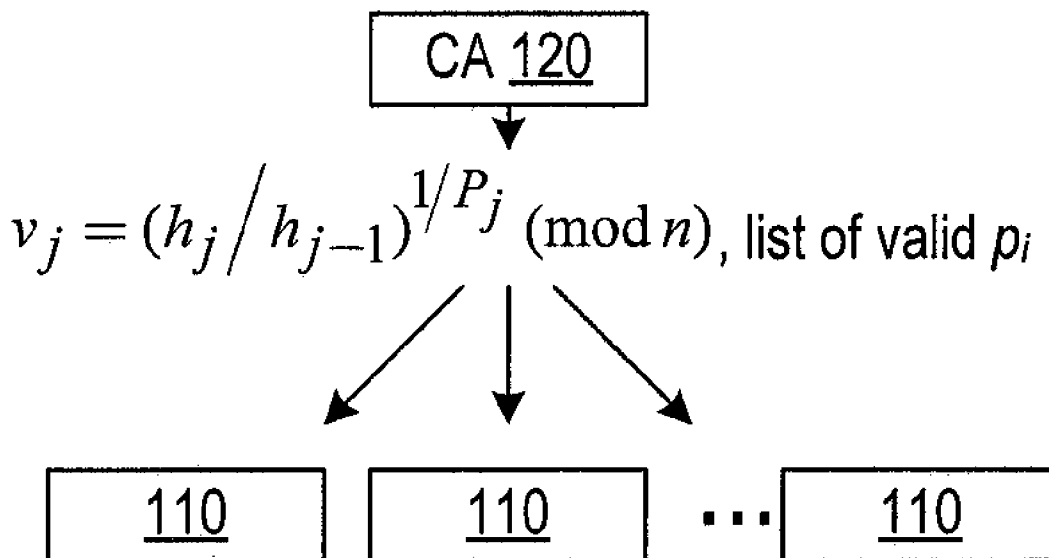 CA 120
v_j = (h_j / h_{j−1})^{1/P_j} (mod n), list of valid p_i
110 110 ... 110